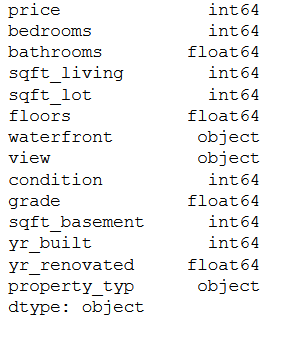 price int64
bedrooms int64
bathrooms float64
sqft_living int64
sqft_lot int64
floors float64
waterfront object
view object
condition int64
grade float64
sqft_basement int64
yr_built int64
yr_renovated float64
property_typ object
dtype: object